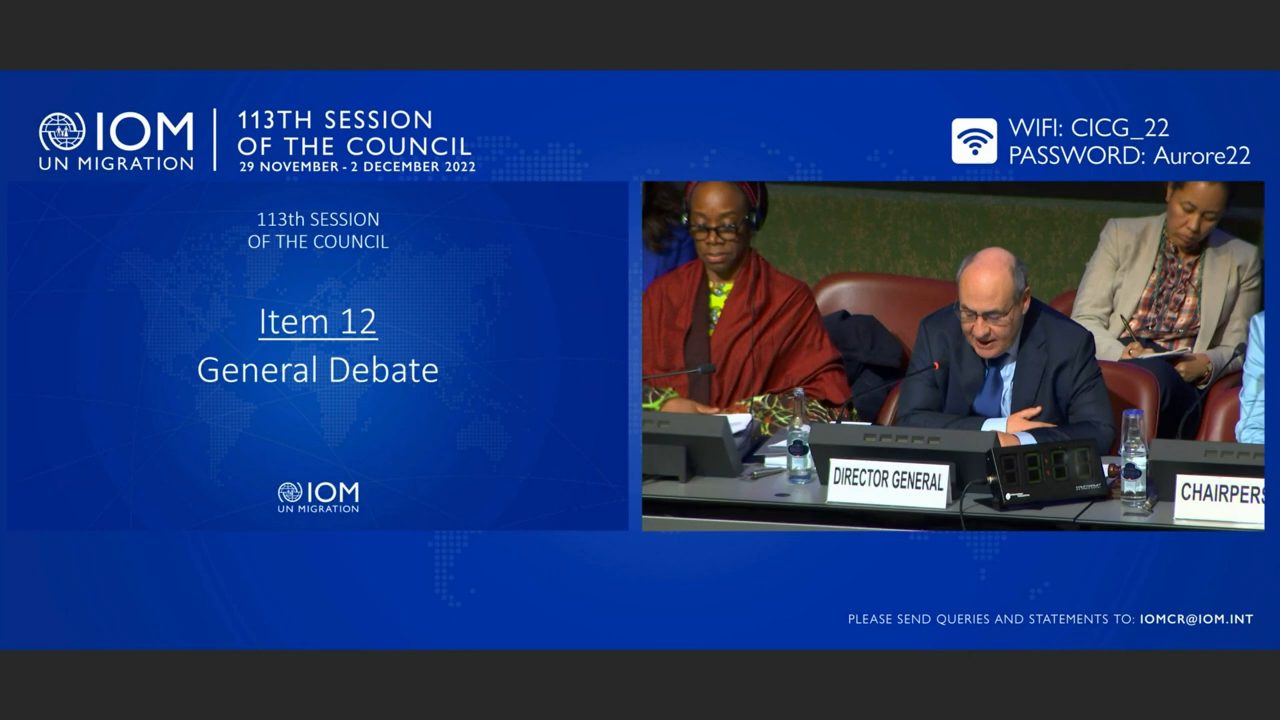 IOM
UN MIGRATION
113TH SESSION
OF THE COUNCIL
29 NOVEMBER - 2 DECEMBER 2022
WIFI: CICG_22
PASSWORD: Aurore22
113th SESSION
OF THE COUNCIL
Item 12
General Debate
IOM
UN MIGRATION
DIRECTOR GENERAL
CHAIRPERS
PLEASE SEND QUERIES AND STATEMENTS TO: IOMCR@IOM.INT